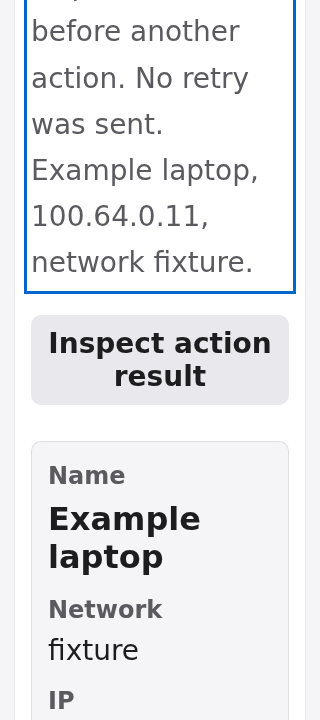 before another
action. No retry
was sent.
Example laptop,
100.64.0.11,
network fixture.
Inspect action
result
Name
Example
laptop
Network
fixture
IP